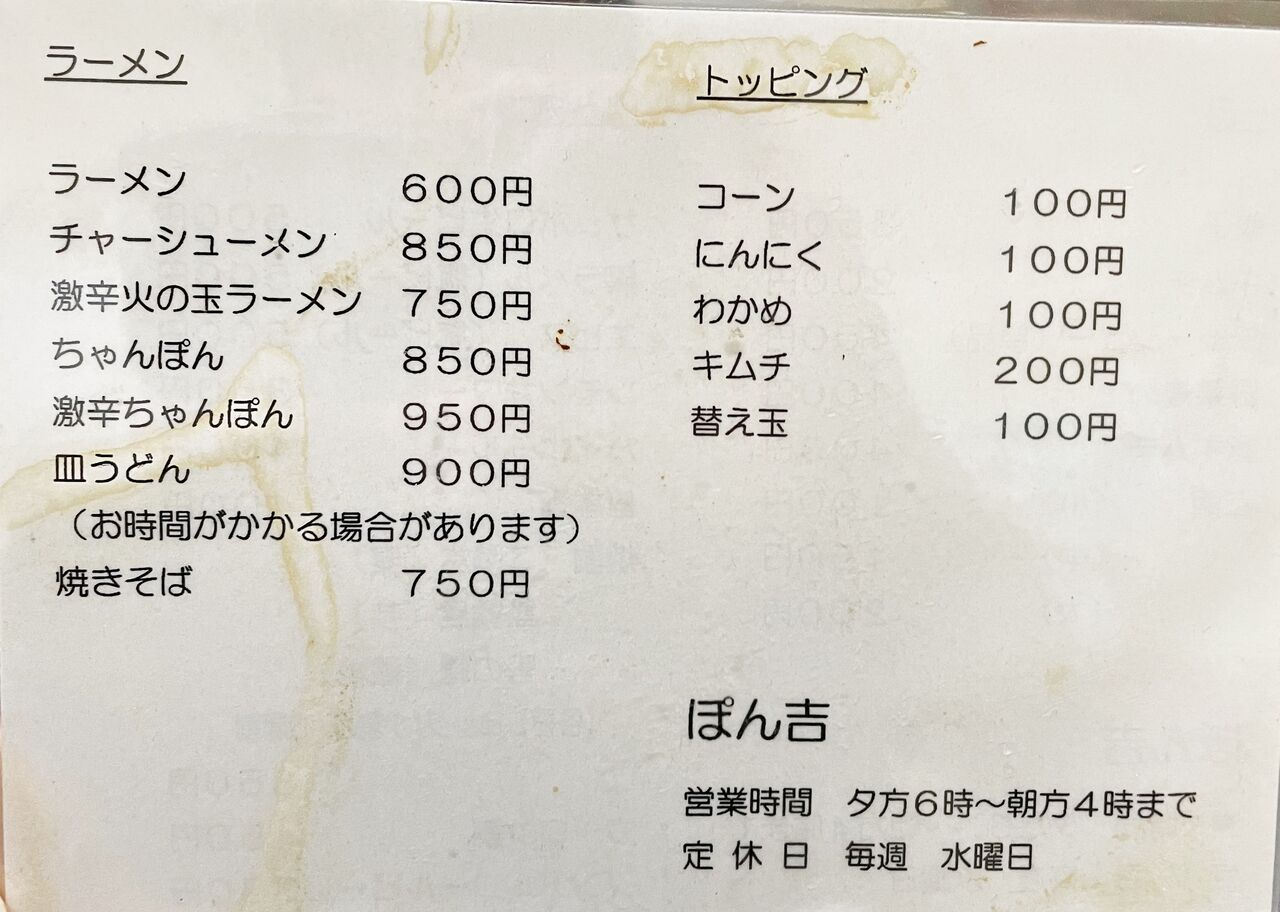 ラーメン
ラーメン　６００円
チャーシューメン　８５０円
激辛火の玉ラーメン　７５０円
ちゃんぽん　８５０円
激辛ちゃんぽん　９５０円
皿うどん　９００円
（お時間がかかる場合があります）
焼きそば　７５０円
トッピング
コーン　１００円
にんにく　１００円
わかめ　１００円
キムチ　２００円
替え玉　１００円
ぽん吉
営業時間　夕方６時～朝方４時まで
定 休 日　毎週　水曜日